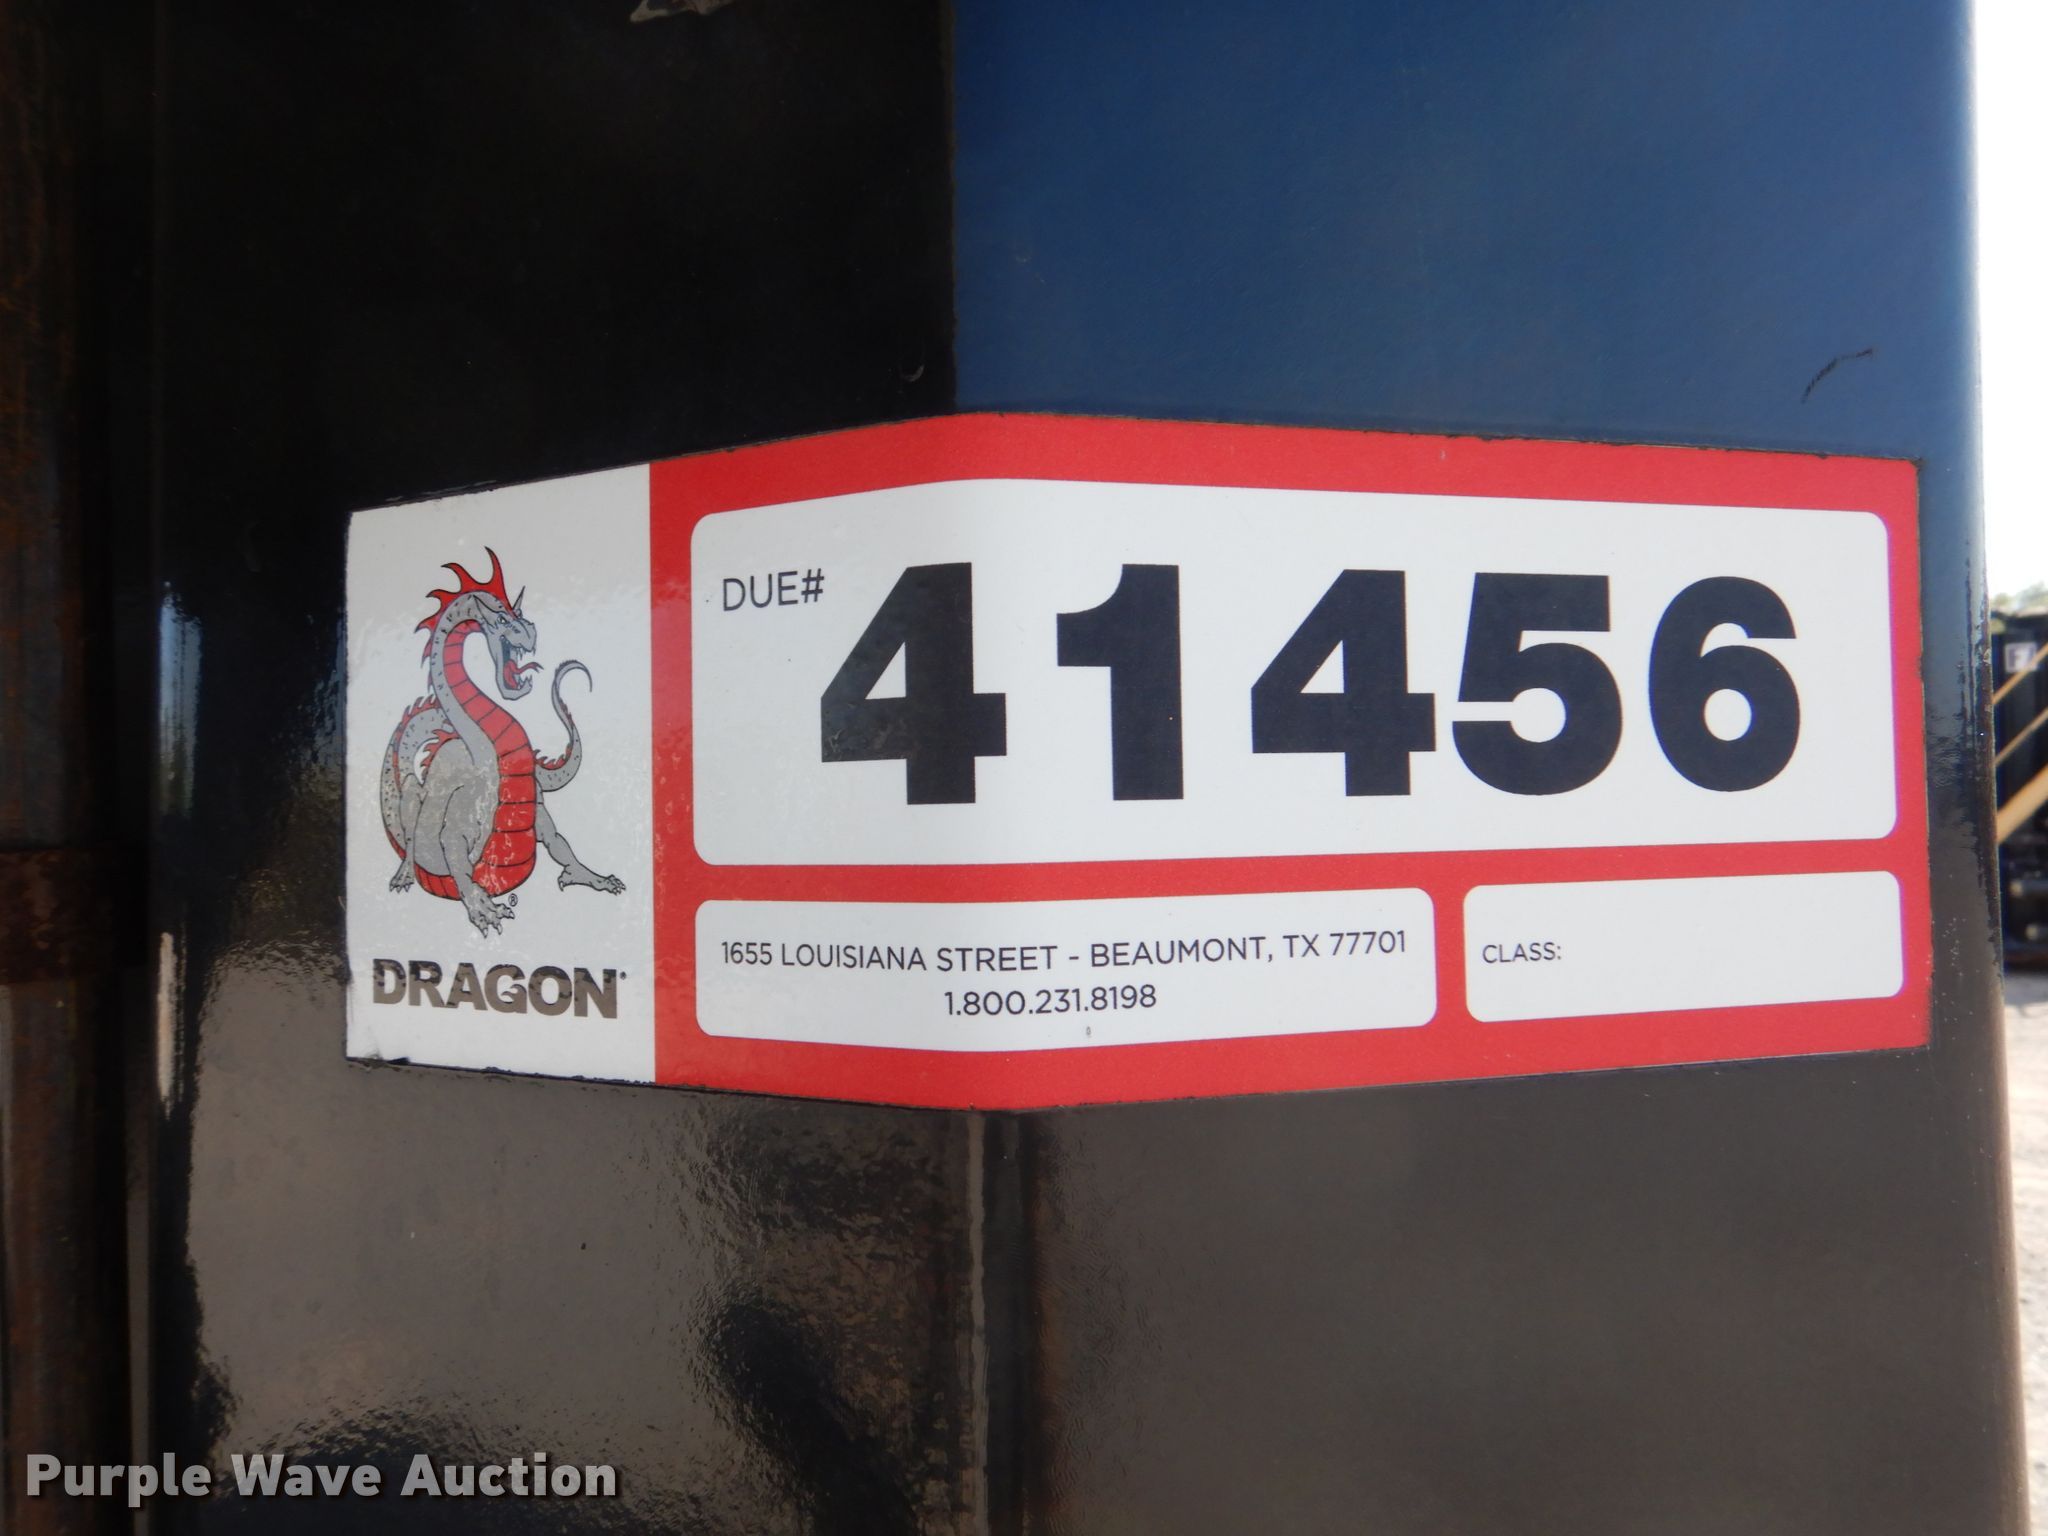 DUE# 41456
DRAGON
1655 LOUISIANA STREET - BEAUMONT, TX 77701
1.800.231.8198
CLASS:
Purple Wave Auction